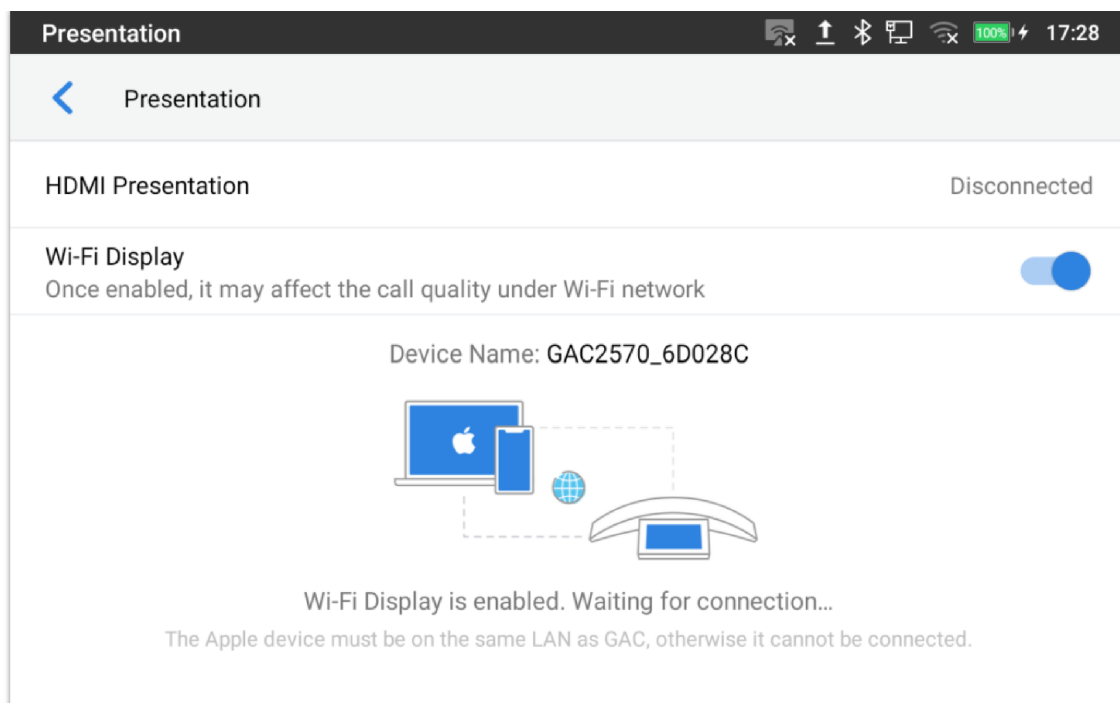 Presentation
100%
17:28
Presentation
HDMI Presentation
Disconnected
Wi-Fi Display
Once enabled, it may affect the call quality under Wi-Fi network
Device Name: GAC2570_6D028C
Wi-Fi Display is enabled. Waiting for connection...
The Apple device must be on the same LAN as GAC, otherwise it cannot be connected.